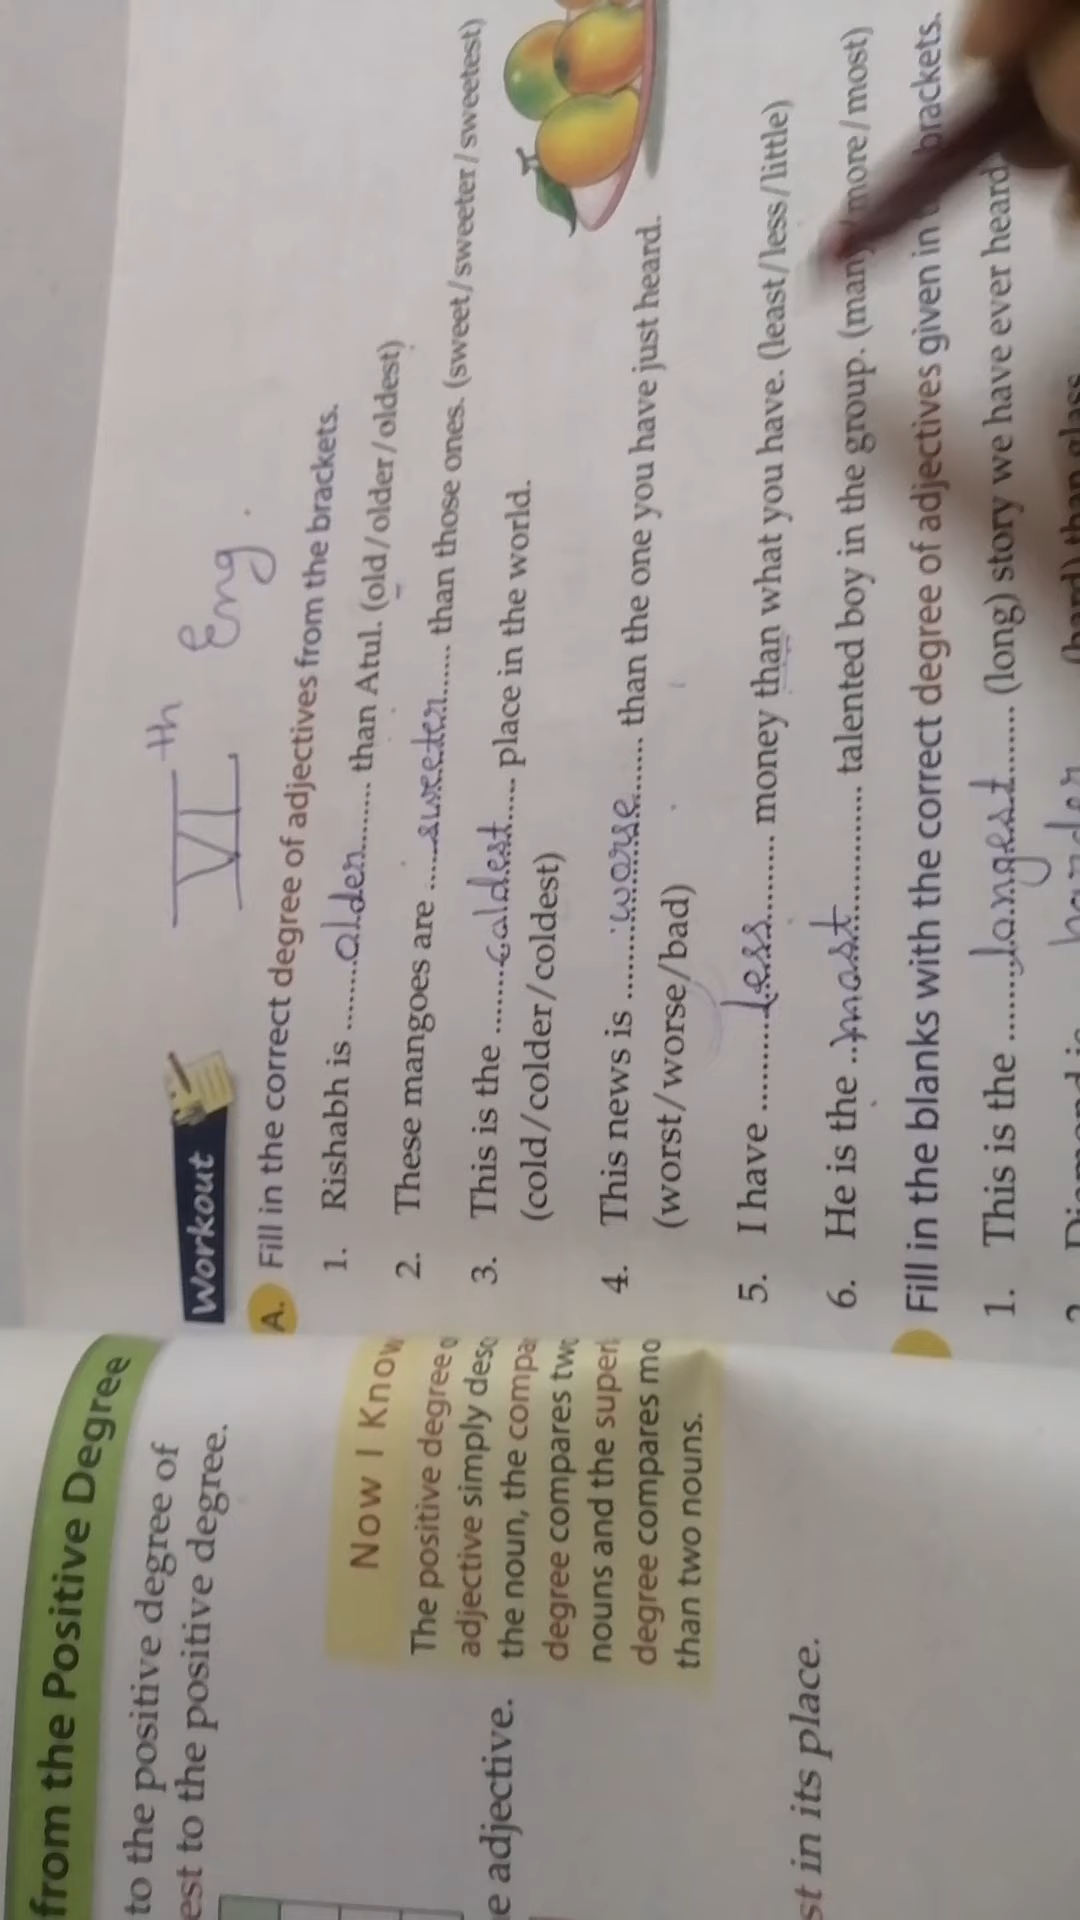 from the Positive Degree
to the positive degree of
est to the positive degree.
Now I Know
The positive degree
adjective simply
the noun, the
degree compares
nouns and the
degree compares
than two nouns.
e adjective.
st in its place.
VIth Eng.
Workout
A. Fill in the correct degree of adjectives from the brackets.
1. Rishabh is ........older......... than Atul. (old/older/oldest)
2. These mangoes are .....sweeter....... than those ones. (sweet/sweeter/sweetest)
3. This is the .......coldest...... place in the world.
(cold/colder/coldest)
4. This news is .........worse......... than the one you have just heard.
(worst/worse/bad)
5. I have ..........less.......... money than what you have. (least/less/little)
6. He is the ..most............ talented boy in the group. (many/more/most)
Fill in the blanks with the correct degree of adjectives given in brackets.
1. This is the .......longest....... (long) story we have ever heard
harder
(hard) than glass